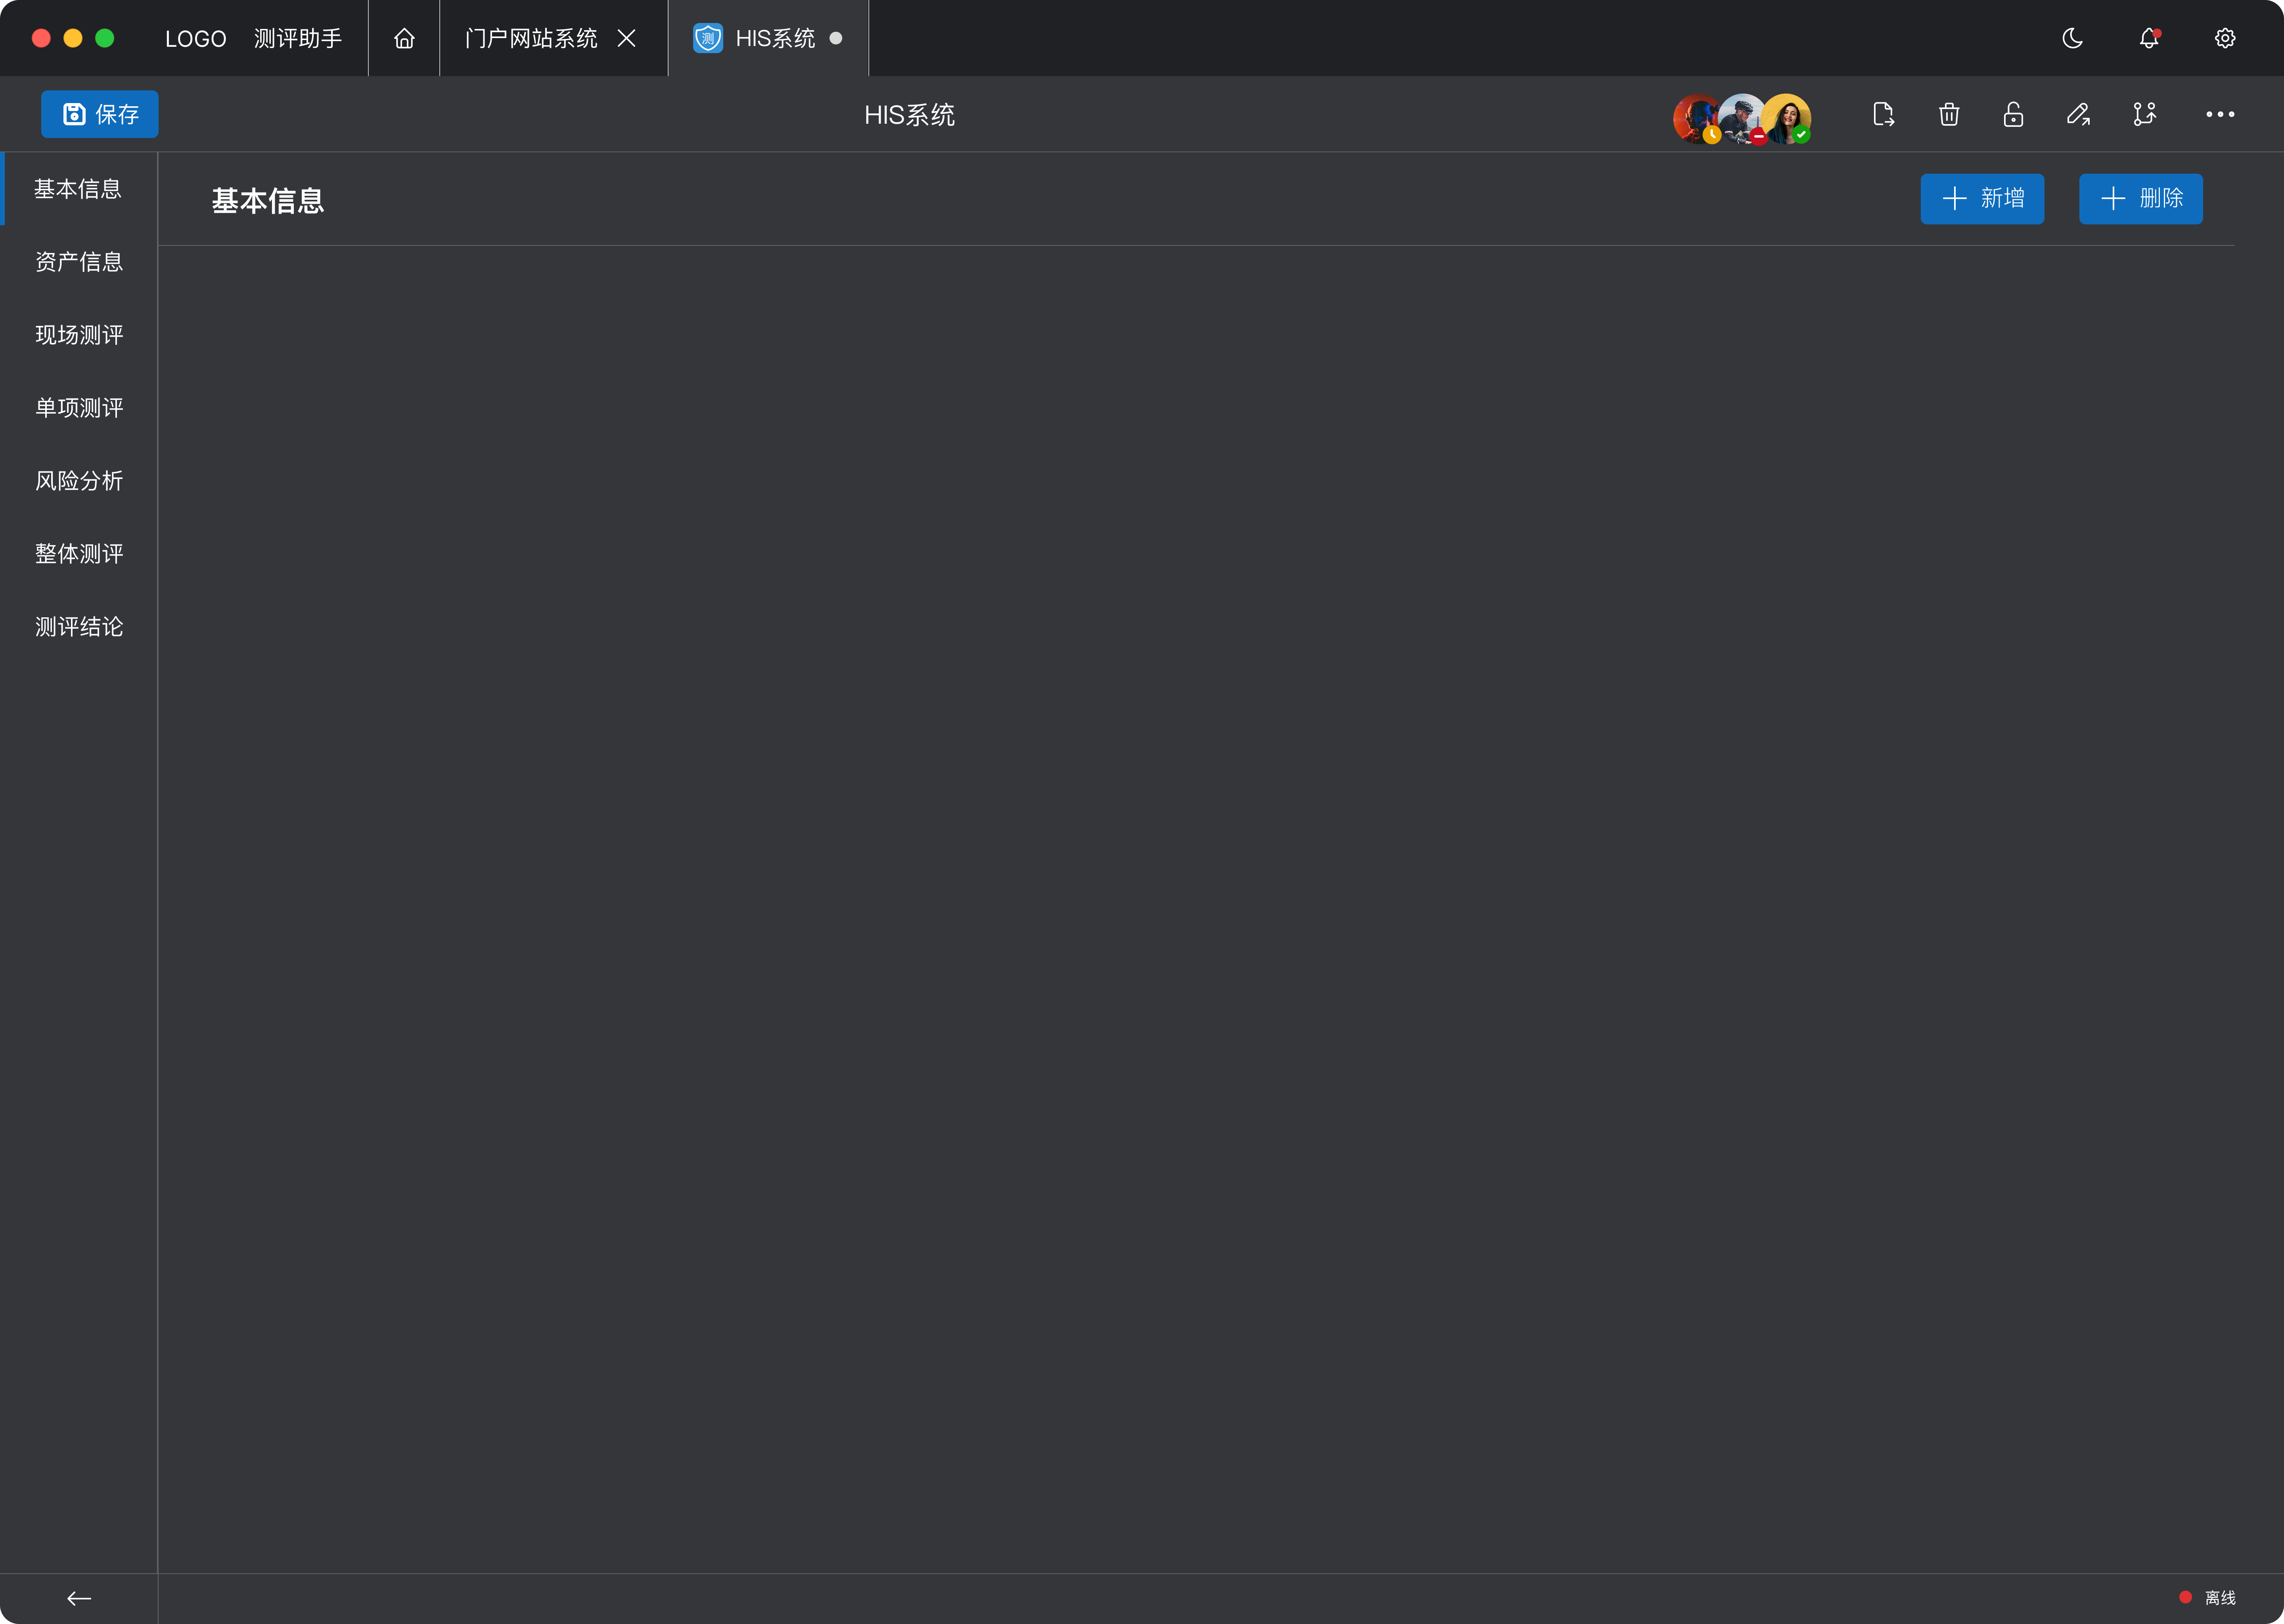 LOGO 测评助手 门户网站系统 测 HIS系统
保存 HIS系统
基本信息
资产信息
现场测评
单项测评
风险分析
整体测评
测评结论
基本信息 新增 删除
离线